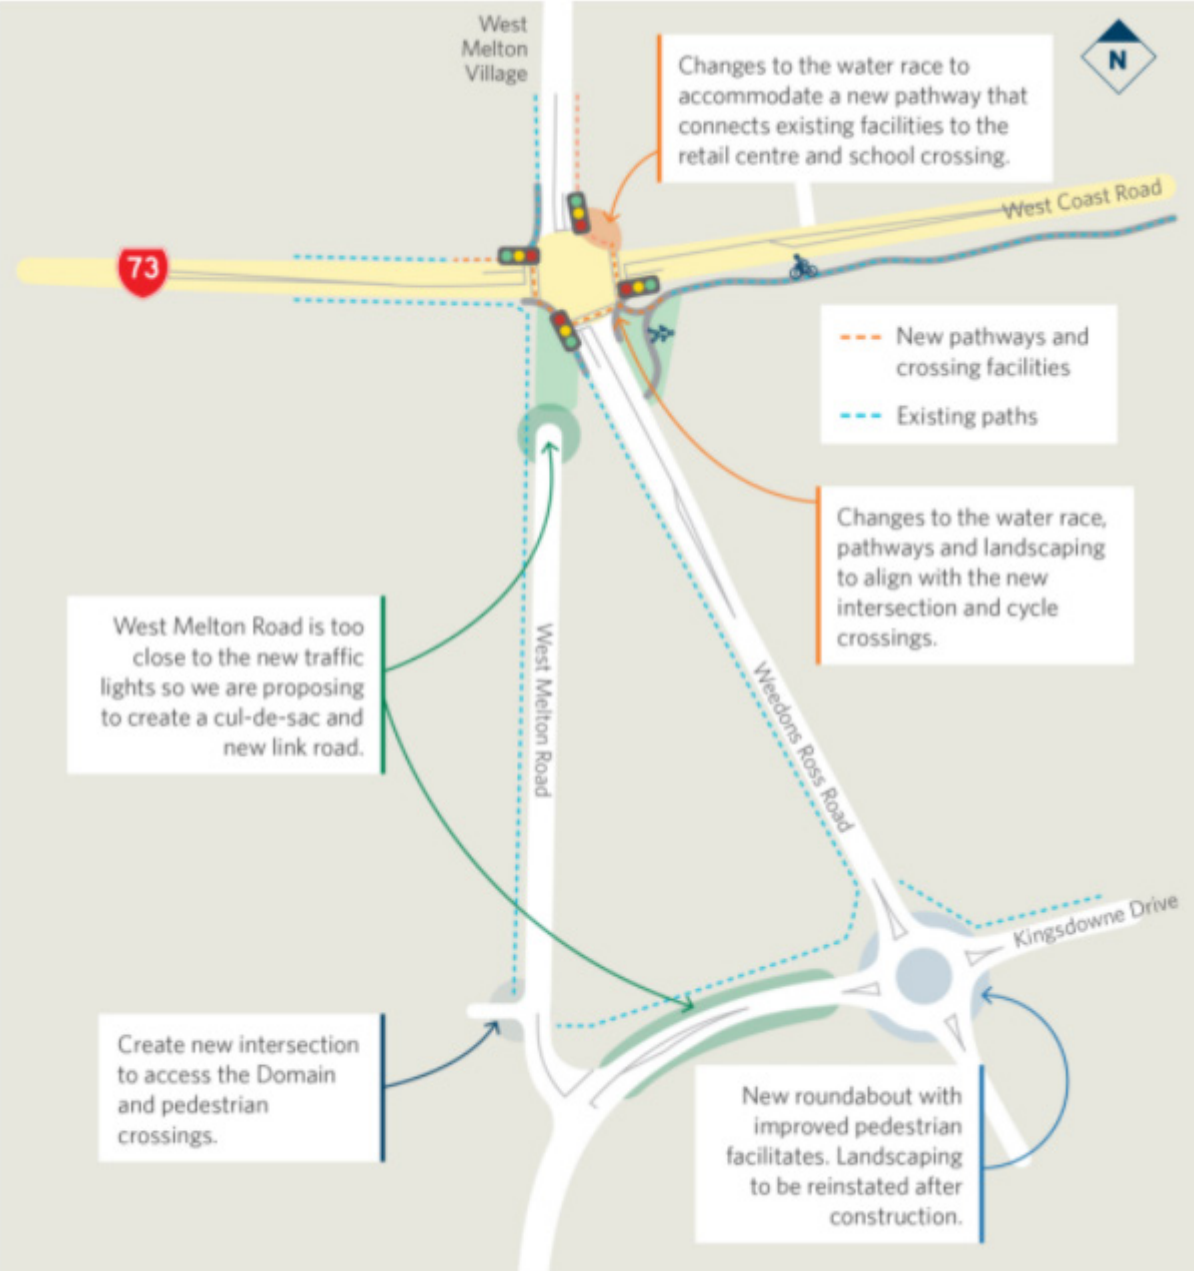 West
Melton
Village
N
Changes to the water race to
accommodate a new pathway that
connects existing facilities to the
retail centre and school crossing.
West Coast Road
73
New pathways and
crossing facilities
Existing paths
Changes to the water race,
pathways and landscaping
to align with the new
intersection and cycle
crossings.
West Melton Road is too
close to the new traffic
lights so we are proposing
to create a cul-de-sac and
new link road.
West Melton Road
Weedons Ross Road
Kingsdowne Drive
Create new intersection
to access the Domain
and pedestrian
crossings.
New roundabout with
improved pedestrian
facilitates. Landscaping
to be reinstated after
construction.